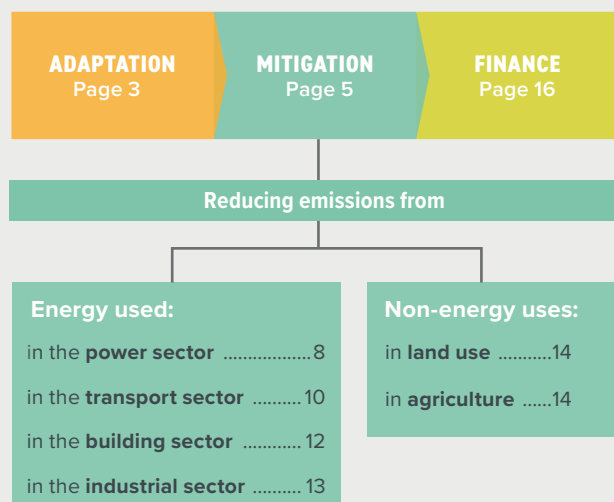 ADAPTATION
Page 3
MITIGATION
Page 5
FINANCE
Page 16
Reducing emissions from
Energy used:
in the power sector ..................8
in the transport sector ..........10
in the building sector ............12
in the industrial sector ..........13
Non-energy uses:
in land use ...........14
in agriculture ......14